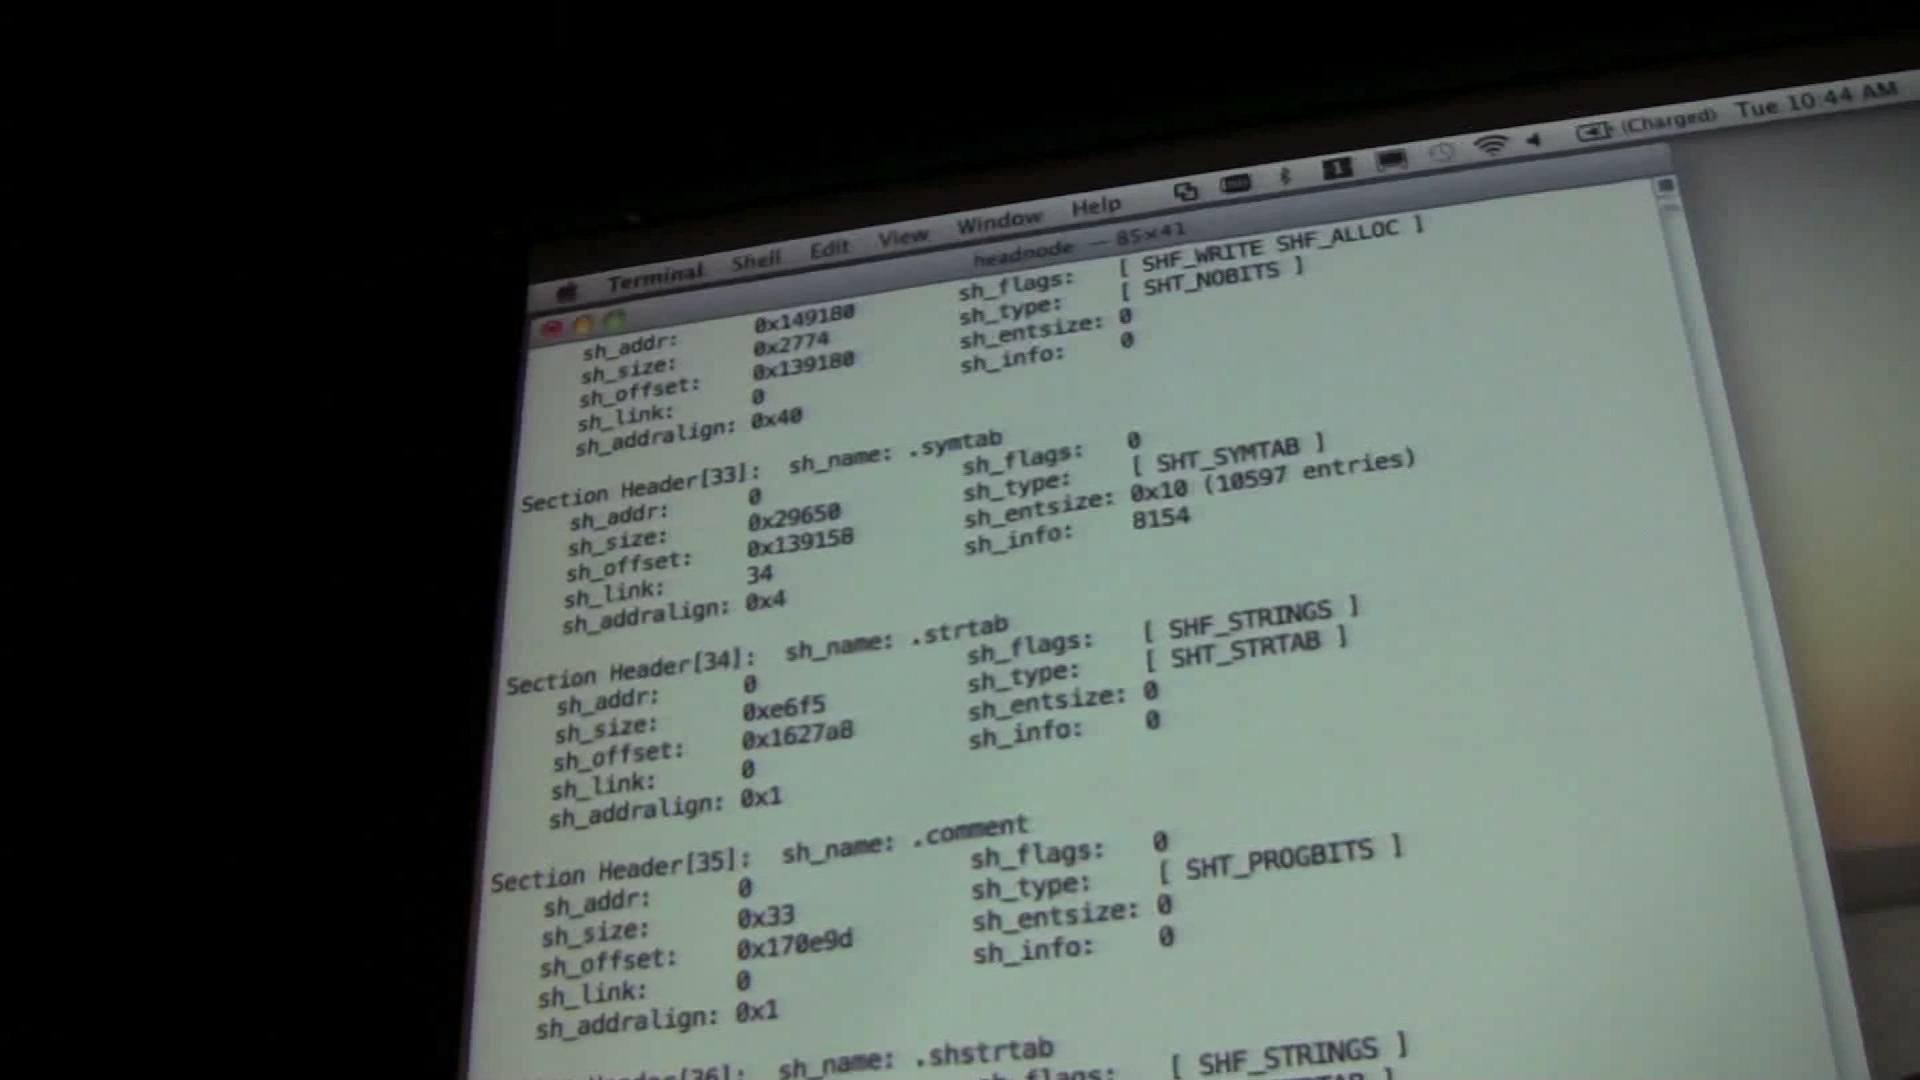 Terminal Shell Edit View Window Help (Charged) Tue 10:44 AM
headnode — 85×41
sh_addr: 0x149180 sh_flags: [ SHF_WRITE SHF_ALLOC ]
sh_size: 0x2774 sh_type: [ SHT_NOBITS ]
sh_offset: 0x139180 sh_entsize: 0
sh_link: 0 sh_info: 0
sh_addralign: 0x40
Section Header[33]: sh_name: .symtab
sh_addr: 0 sh_flags: 0
sh_size: 0x29650 sh_type: [ SHT_SYMTAB ]
sh_offset: 0x139158 sh_entsize: 0x10 (10597 entries)
sh_link: 34 sh_info: 8154
sh_addralign: 0x4
Section Header[34]: sh_name: .strtab
sh_addr: 0 sh_flags: [ SHF_STRINGS ]
sh_size: 0xe6f5 sh_type: [ SHT_STRTAB ]
sh_offset: 0x1627a8 sh_entsize: 0
sh_link: 0 sh_info: 0
sh_addralign: 0x1
Section Header[35]: sh_name: .comment
sh_addr: 0 sh_flags: 0
sh_size: 0x33 sh_type: [ SHT_PROGBITS ]
sh_offset: 0x170e9d sh_entsize: 0
sh_link: 0 sh_info: 0
sh_addralign: 0x1
Header[36]: sh_name: .shstrtab
sh_flags: [ SHF_STRINGS ]